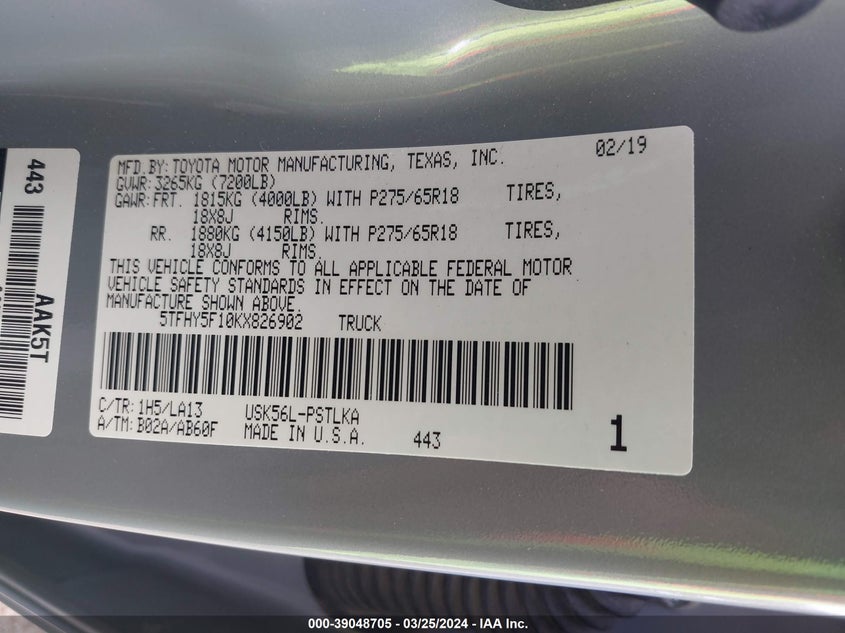 443
AAK5T
MFD.BY:TOYOTA MOTOR MANUFACTURING, TEXAS, INC. 02/19
GVWR:3265KG (7200LB)
GAWR:FRT. 1815KG (4000LB) WITH P275/65R18 TIRES,
18X8J RIMS.
RR. 1880KG (4150LB) WITH P275/65R18 TIRES,
18X8J RIMS.
THIS VEHICLE CONFORMS TO ALL APPLICABLE FEDERAL MOTOR
VEHICLE SAFETY STANDARDS IN EFFECT ON THE DATE OF
MANUFACTURE SHOWN ABOVE.
5TFHY5F10KX826902 TRUCK
C/TR:1H5/LA13 USK56L-PSTLKA
A/TM:B02A/AB60F MADE IN U.S.A. 443 1
000-39048705 - 03/25/2024 - IAA Inc.